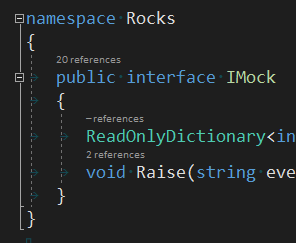 namespace Rocks
{
20 references
public interface IMock
{
– references
ReadOnlyDictionary<in
2 references
void Raise(string eve
}
}